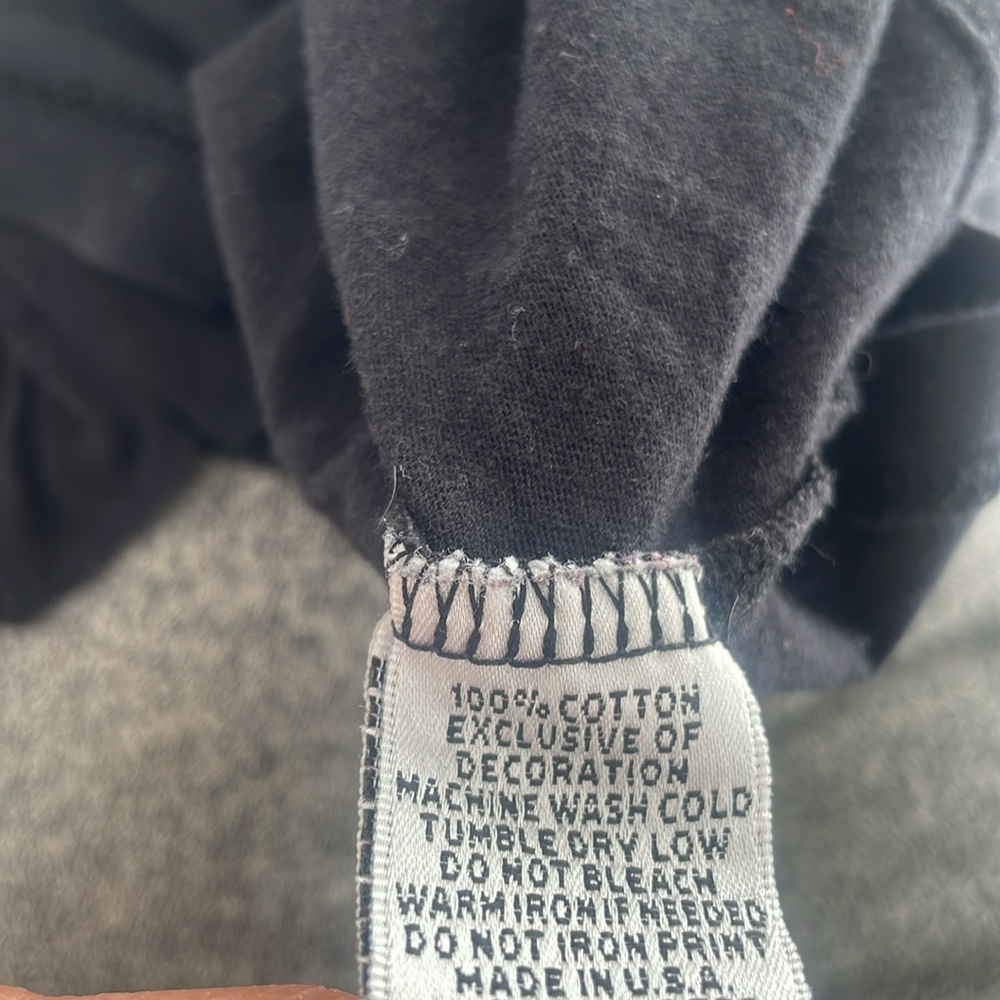 100% COTTON
EXCLUSIVE OF
DECORATION
MACHINE WASH COLD
TUMBLE DRY LOW
DO NOT BLEACH
WARM IRON IF NEEDED
DO NOT IRON PRINT
MADE IN U.S.A.